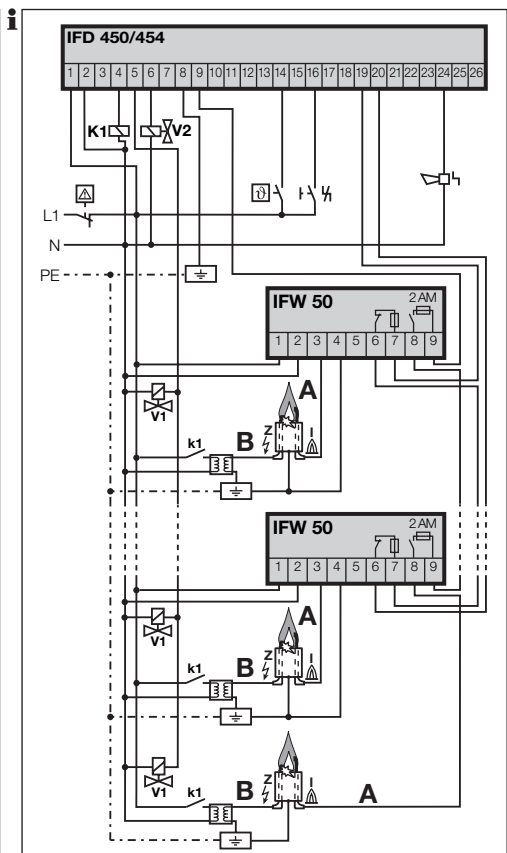 i
IFD 450/454
1 2 3 4 5 6 7 8 9 10 11 12 13 14 15 16 17 18 19 20 21 22 23 24 25 26
K1 V2
ϑ
L1
N
PE
IFW 50 2 AM
1 2 3 4 5 6 7 8 9
V1 A
k1 B Z I
IFW 50 2 AM
1 2 3 4 5 6 7 8 9
V1 A
k1 B Z I
V1
k1 B Z I A